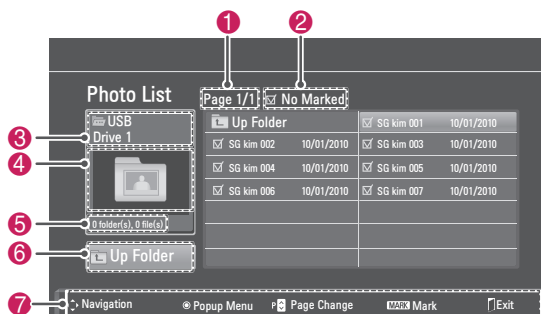 1 2
Photo List Page 1/1 No Marked
3 USB
Drive 1
4
5 0 folder(s), 0 file(s)
6 Up Folder
Up Folder SG kim 001 10/01/2010
SG kim 002 10/01/2010 SG kim 003 10/01/2010
SG kim 004 10/01/2010 SG kim 005 10/01/2010
SG kim 006 10/01/2010 SG kim 007 10/01/2010
7 Navigation Popup Menu P Page Change MARK Mark Exit